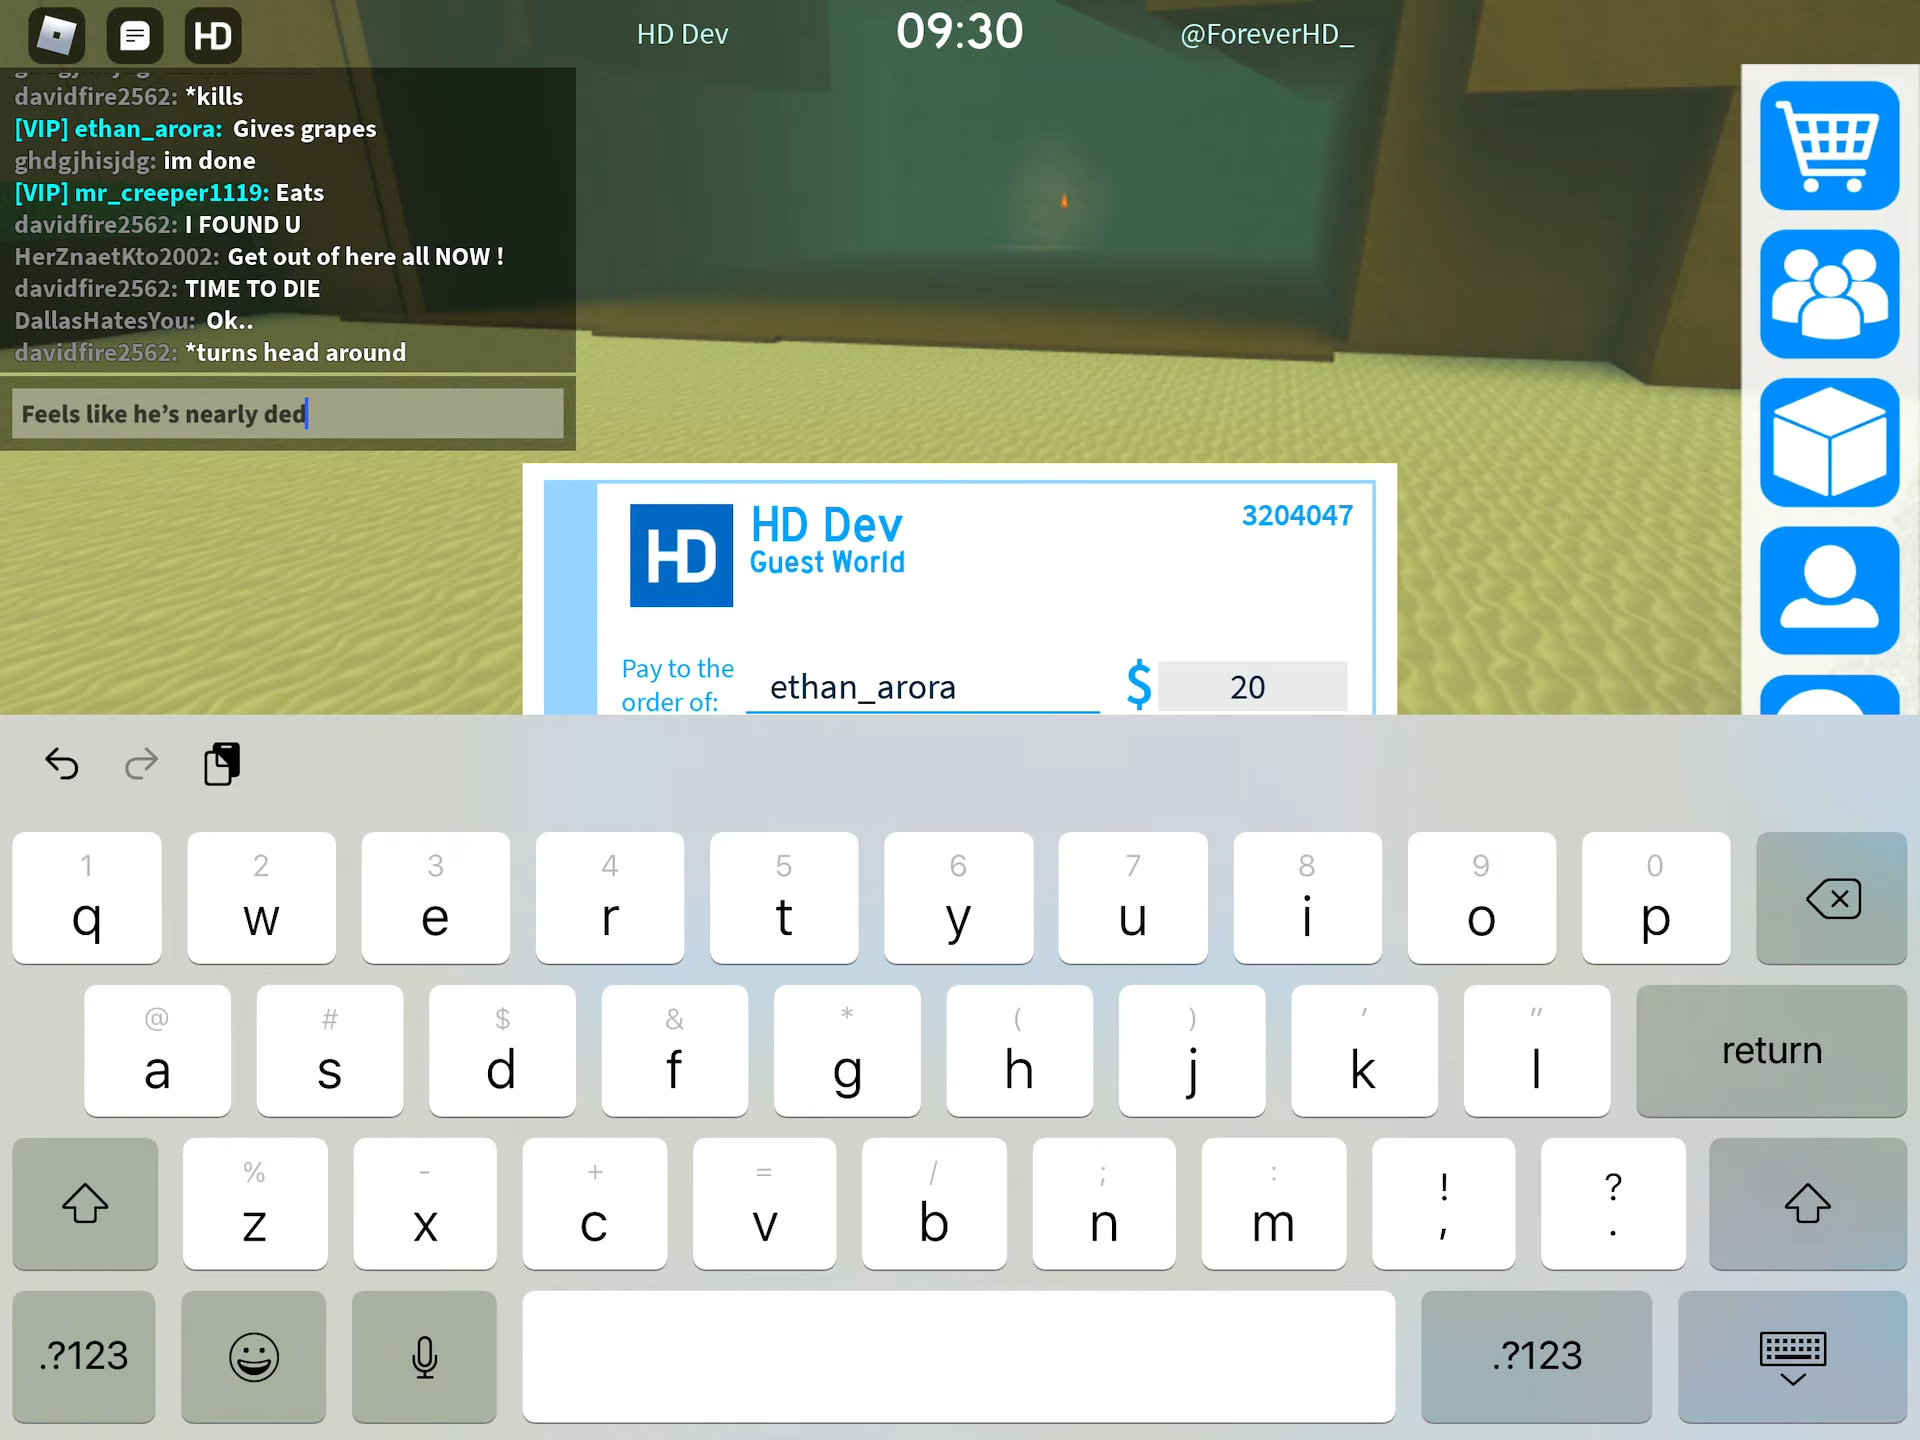 HD
HD Dev
09:30
@ForeverHD_
davidfire2562: *kills
[VIP] ethan_arora: Gives grapes
ghdgjhisjdg: im done
[VIP] mr_creeper1119: Eats
davidfire2562: I FOUND U
HerZnaetKto2002: Get out of here all NOW !
davidfire2562: TIME TO DIE
DallasHatesYou: Ok..
davidfire2562: *turns head around
Feels like he’s nearly ded
HD
HD Dev
Guest World
3204047
Pay to the
order of:
ethan_arora
$ 20
1 2 3 4 5 6 7 8 9 0
q w e r t y u i o p
@ # $ & * ( ) ' "
a s d f g h j k l return
% - + = / ; : ! ?
z x c v b n m , .
.?123 .?123